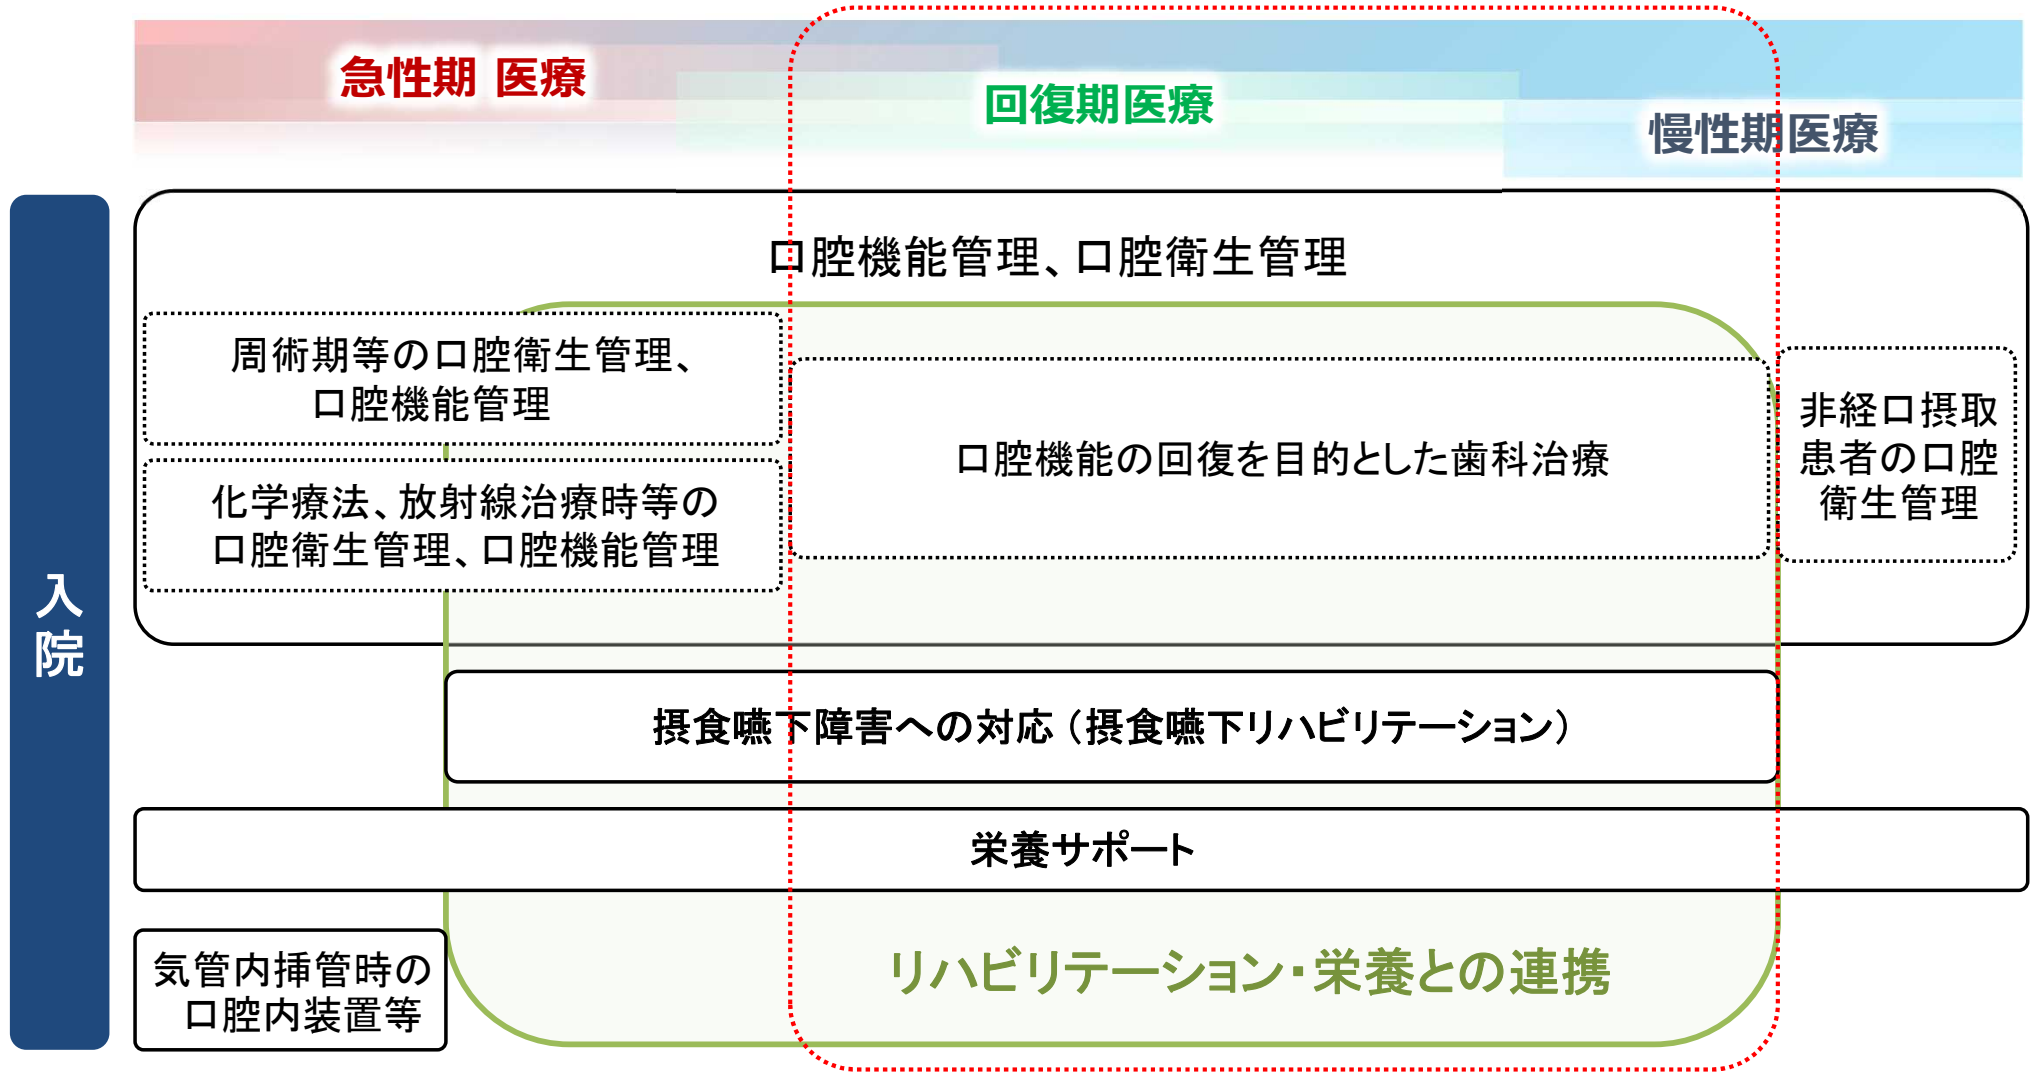 急性期 医療
回復期医療
慢性期医療
入院
口腔機能管理、口腔衛生管理
周術期等の口腔衛生管理、
口腔機能管理
化学療法、放射線治療時等の
口腔衛生管理、口腔機能管理
口腔機能の回復を目的とした歯科治療
非経口摂取
患者の口腔
衛生管理
摂食嚥下障害への対応（摂食嚥下リハビリテーション）
栄養サポート
気管内挿管時の
口腔内装置等
リハビリテーション・栄養との連携